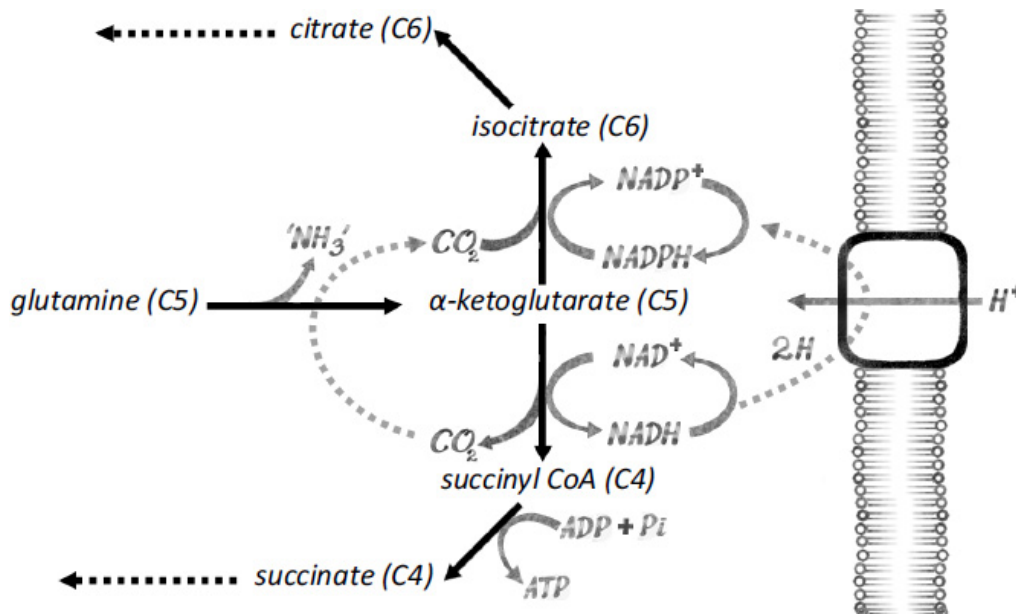 citrate (C6)
isocitrate (C6)
NADP⁺
'NH₃'
CO₂
NADPH
glutamine (C5)
α-ketoglutarate (C5)
H⁺
2H
NAD⁺
CO₂
NADH
succinyl CoA (C4)
ADP + Pi
succinate (C4)
ATP